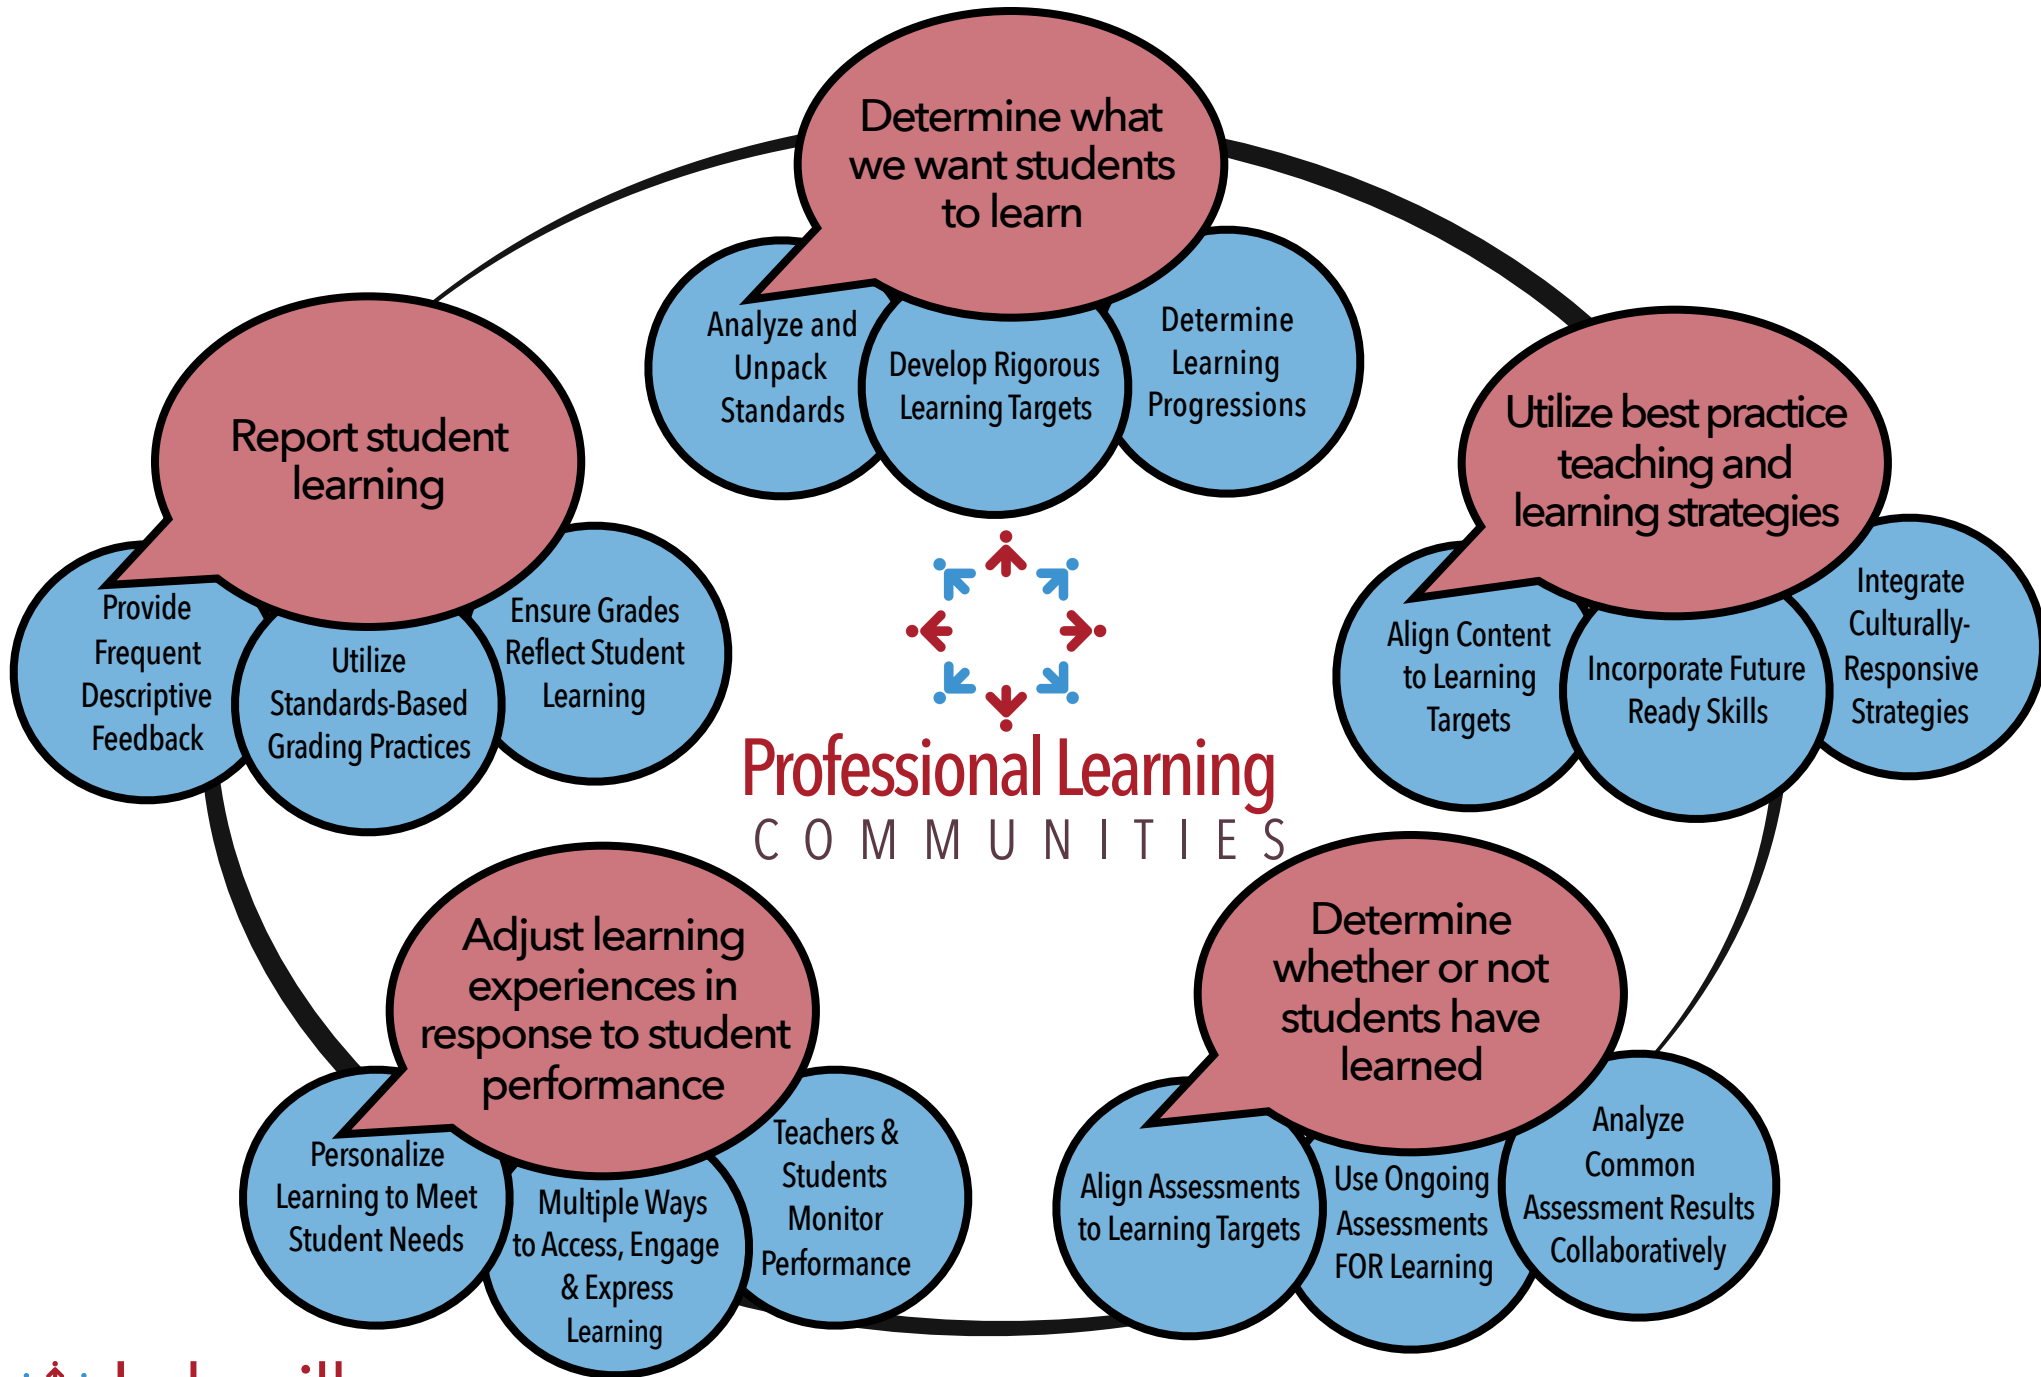 Determine what
we want students
to learn
Analyze and
Unpack
Standards
Develop Rigorous
Learning Targets
Determine
Learning
Progressions
Utilize best practice
teaching and
learning strategies
Align Content
to Learning
Targets
Incorporate Future
Ready Skills
Integrate
Culturally-
Responsive
Strategies
Determine
whether or not
students have
learned
Align Assessments
to Learning Targets
Use Ongoing
Assessments
FOR Learning
Analyze
Common
Assessment Results
Collaboratively
Adjust learning
experiences in
response to student
performance
Personalize
Learning to Meet
Student Needs
Multiple Ways
to Access, Engage
& Express
Learning
Teachers &
Students
Monitor
Performance
Report student
learning
Provide
Frequent
Descriptive
Feedback
Utilize
Standards-Based
Grading Practices
Ensure Grades
Reflect Student
Learning
Professional Learning
COMMUNITIES